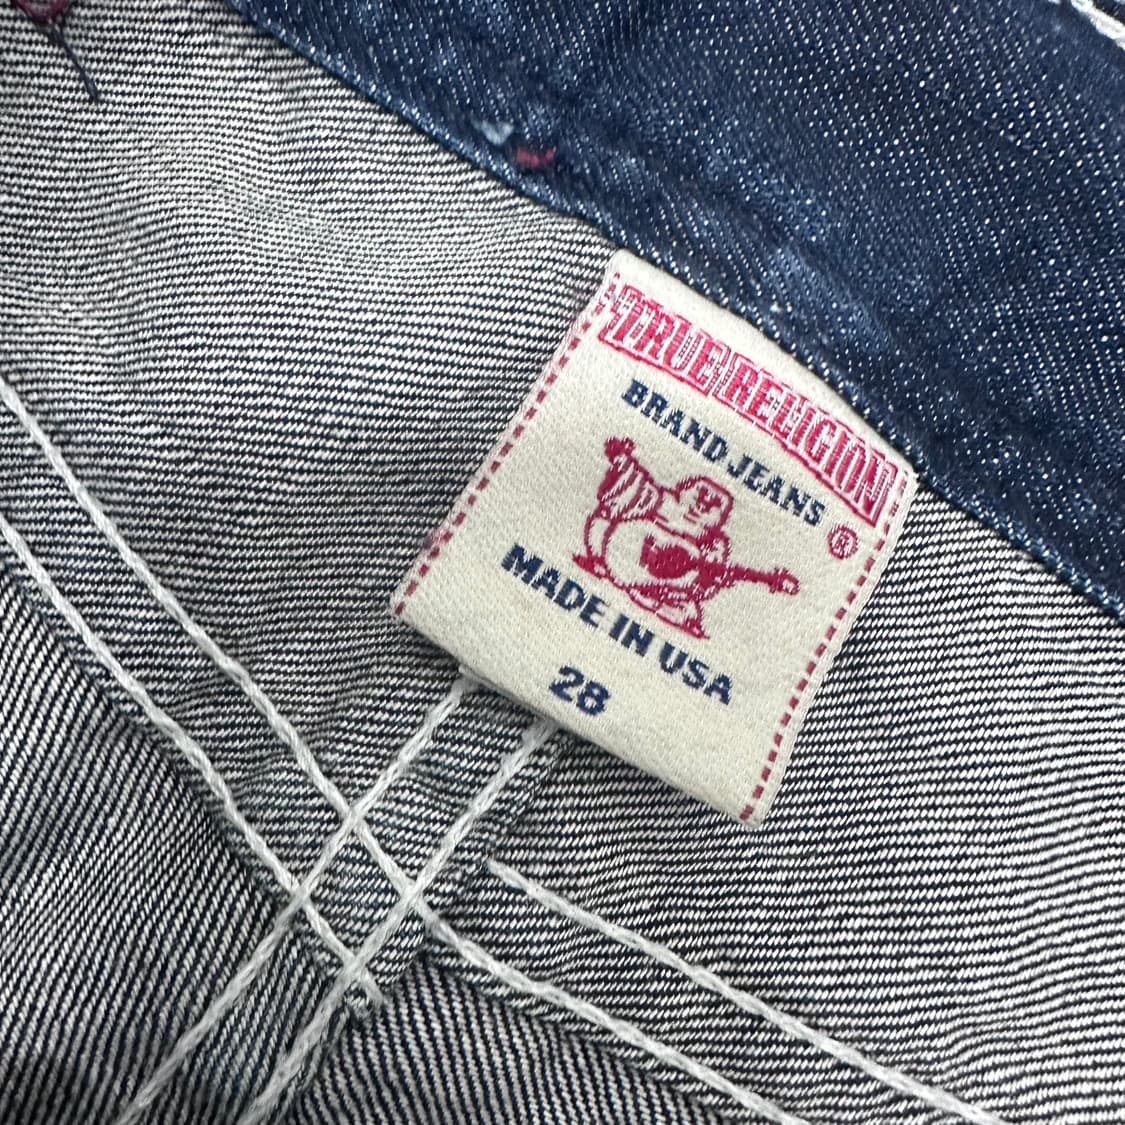 TRUE RELIGION
BRAND JEANS ®
MADE IN USA
28